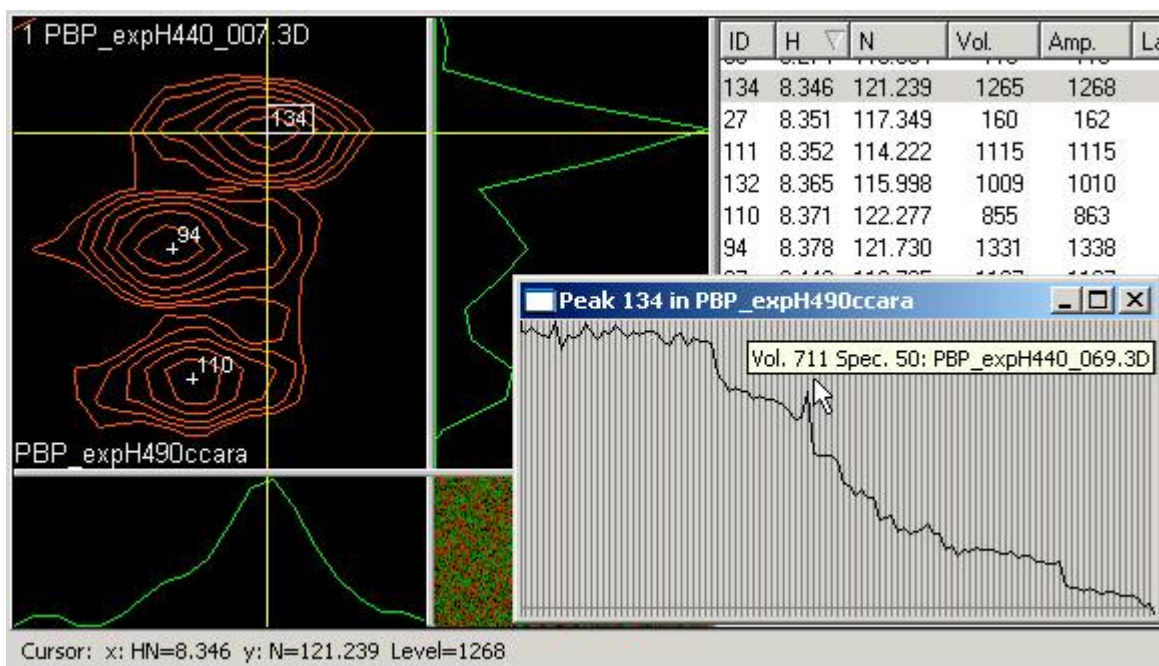 1 PBP_expH440_007.3D
134
94
110
PBP_expH490ccara
ID H N Vol. Amp. La
134 8.346 121.239 1265 1268
27 8.351 117.349 160 162
111 8.352 114.222 1115 1115
132 8.365 115.998 1009 1010
110 8.371 122.277 855 863
94 8.378 121.730 1331 1338
Peak 134 in PBP_expH490ccara
Vol. 711 Spec. 50: PBP_expH440_069.3D
Cursor: x: HN=8.346 y: N=121.239 Level=1268